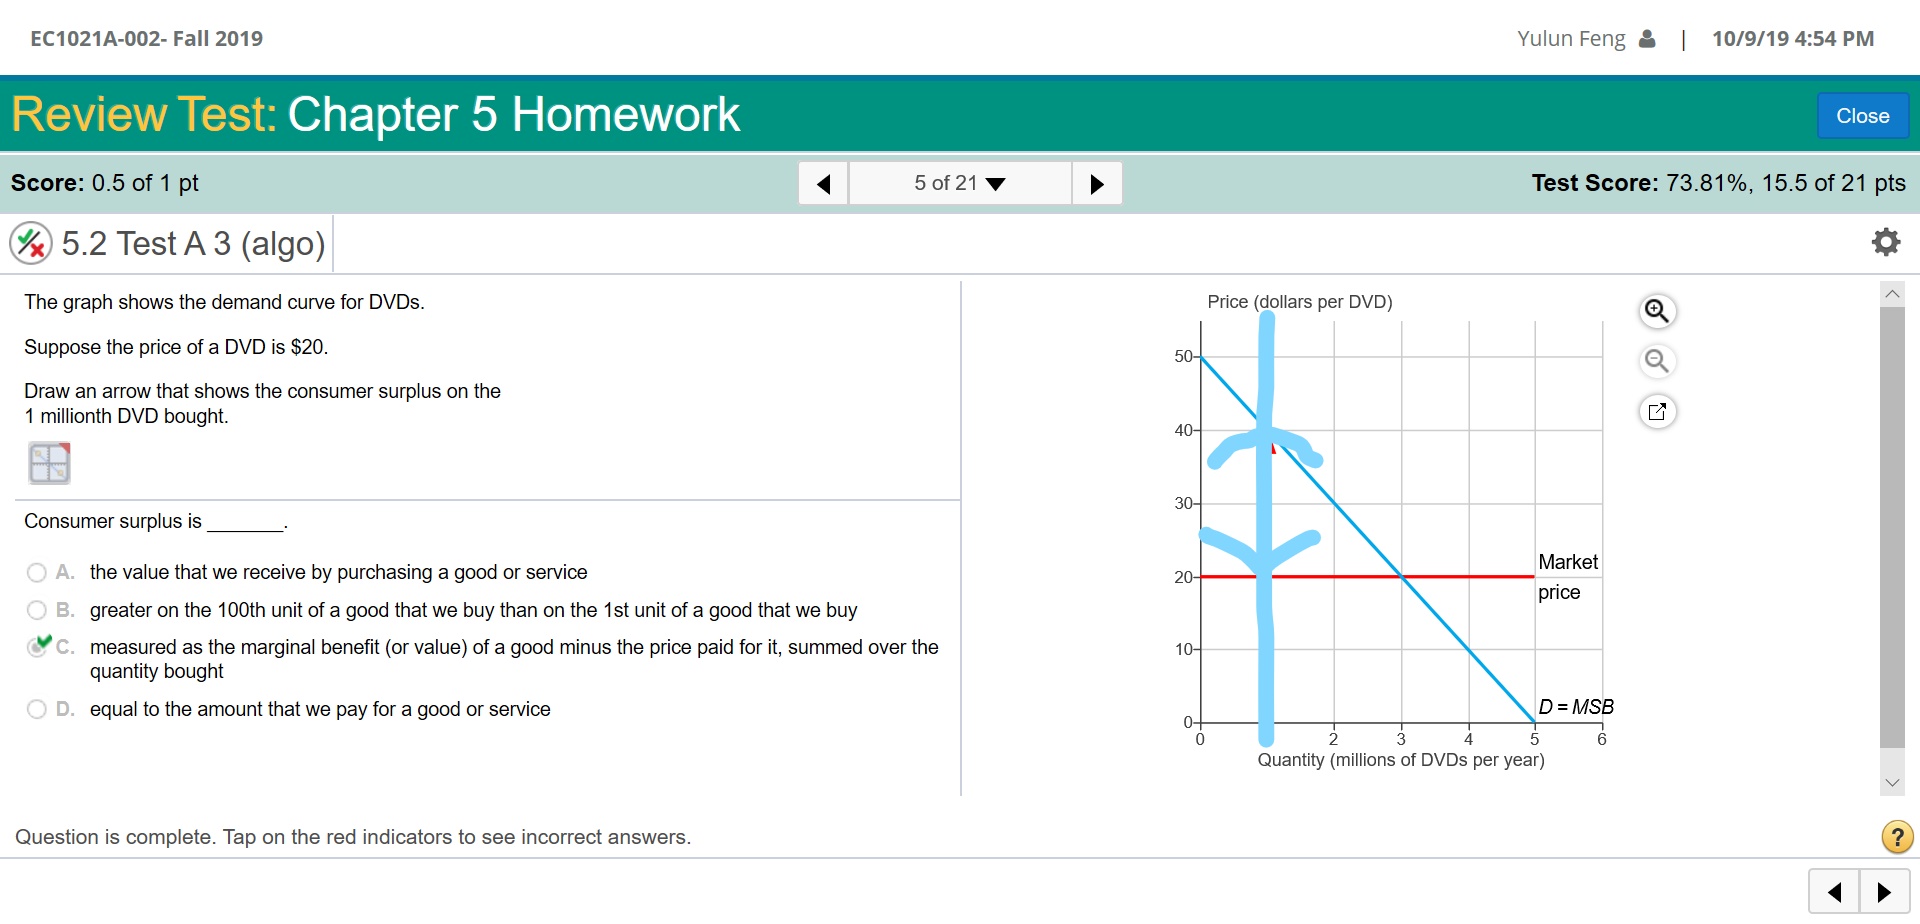 EC1021A-002- Fall 2019
Yulun Feng | 10/9/19 4:54 PM
Review Test: Chapter 5 Homework
Close
Score: 0.5 of 1 pt
5 of 21
Test Score: 73.81%, 15.5 of 21 pts
5.2 Test A 3 (algo)
The graph shows the demand curve for DVDs.
Suppose the price of a DVD is $20.
Draw an arrow that shows the consumer surplus on the
1 millionth DVD bought.
Consumer surplus is _______.
A. the value that we receive by purchasing a good or service
B. greater on the 100th unit of a good that we buy than on the 1st unit of a good that we buy
C. measured as the marginal benefit (or value) of a good minus the price paid for it, summed over the
quantity bought
D. equal to the amount that we pay for a good or service
Price (dollars per DVD)
50
40
30
20
10
0
Market
price
D = MSB
0 2 3 4 5 6
Quantity (millions of DVDs per year)
Question is complete. Tap on the red indicators to see incorrect answers.
?